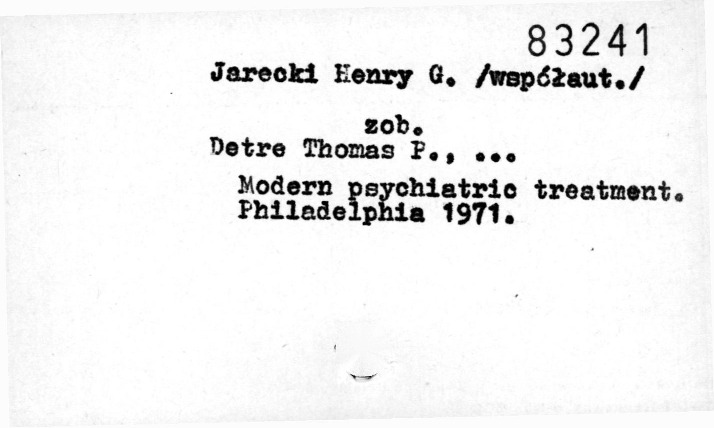 83241
Jarecki Henry G. /współaut./
zob.
Detre Thomas P., ...
Modern psychiatric treatment.
Philadelphia 1971.